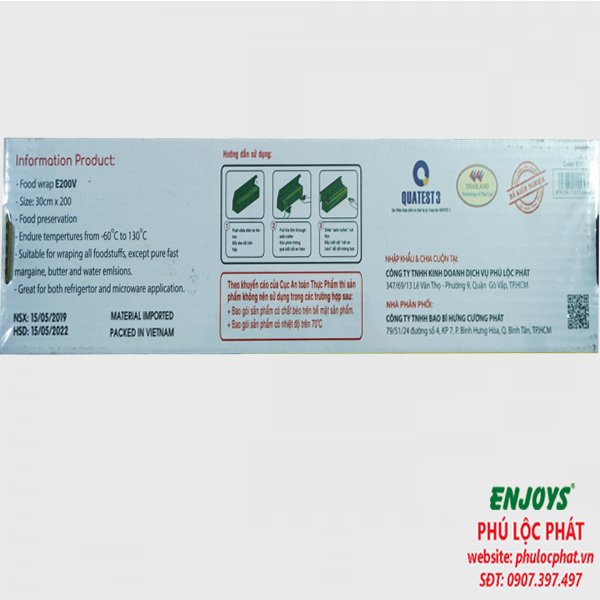 Information Product:
- Food wrap E200V
- Size: 30cm x 200
- Food preservation
- Endure tempertures from -60°C to 130°C
- Suitable for wraping all foodstuffs, except pure fast
margaine, butter and water emlsions.
- Great for both refrigertor and microware application.
NSX: 15/05/2019
HSD: 15/05/2022
MATERIAL IMPORTED
PACKED IN VIETNAM
Hướng dẫn sử dụng:
1
2
3
Theo khuyến cáo của Cục An toàn Thực Phẩm thì sản
phẩm không nên sử dụng trong các trường hợp sau:
- Bao gói sản phẩm có chất béo trên bề mặt sản phẩm.
- Bao gói sản phẩm có nhiệt độ trên 70°C
QUATEST 3
THAILAND
ĐÃ KIỂM NGHIỆM
NHẬP KHẨU & CHIA CUỘN TẠI:
CÔNG TY TNHH KINH DOANH DỊCH VỤ PHÚ LỘC PHÁT
347/69/13 Lê Văn Thọ - Phường 9, Quận Gò Vấp, TP.HCM
NHÀ PHÂN PHỐI:
CÔNG TY TNHH BAO BÌ HƯNG CƯỜNG PHÁT
79/51/24 đường số 4, KP 7, P. Bình Hưng Hòa, Q. Bình Tân, TP.HCM
ENJOYS®
PHÚ LỘC PHÁT
website: phulocphat.vn
SĐT: 0907.397.497